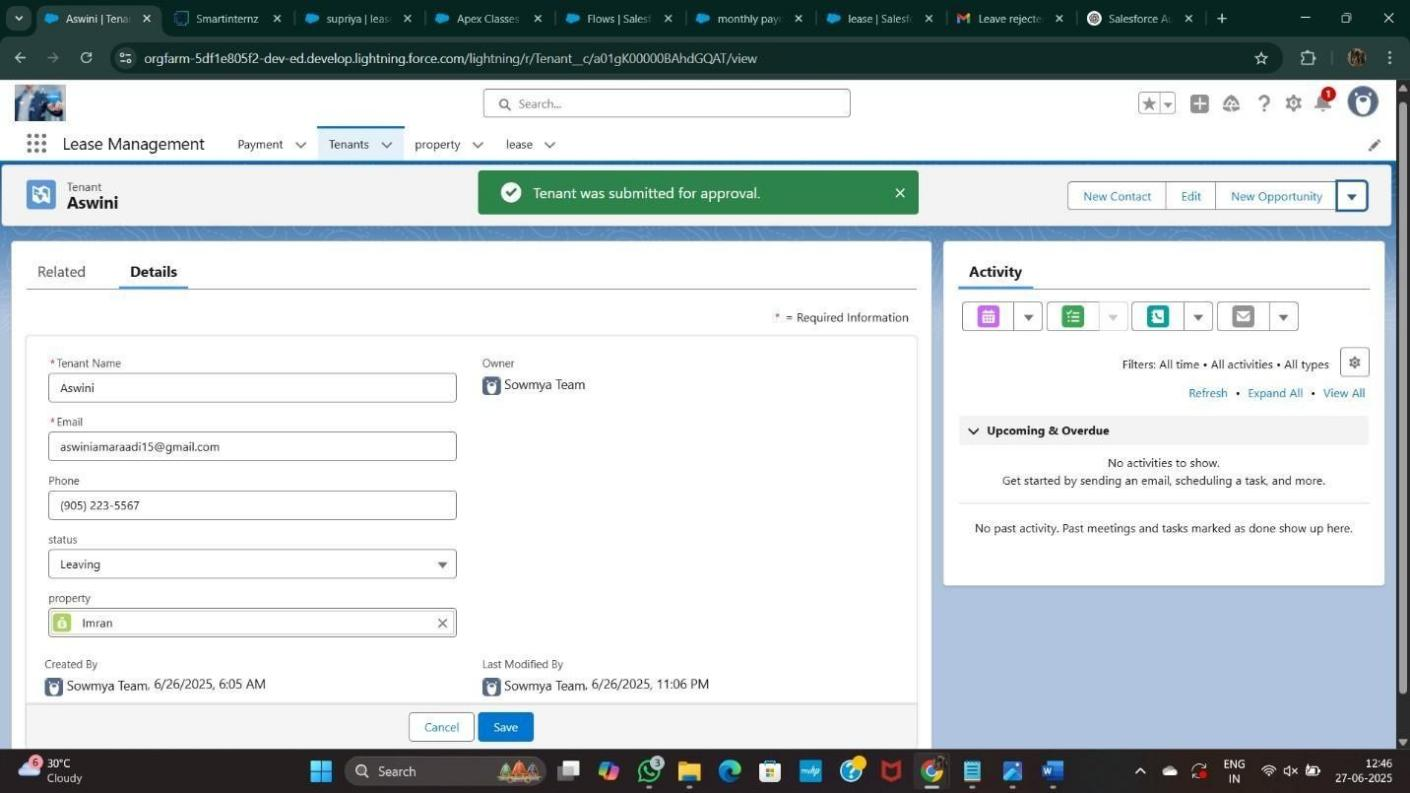 Aswini | Tena
Smartinternz
supriya | leas
Apex Classes
Flows | Salesf
monthly pay
lease | Salesfo
Leave rejecte
Salesforce Au
orgfarm-5df1e805f2-dev-ed.develop.lightning.force.com/lightning/r/Tenant__c/a01gK00000BAhdGQAT/view
Search...
1
Lease Management
Payment
Tenants
property
lease
Tenant
Aswini
Tenant was submitted for approval.
New Contact
Edit
New Opportunity
Related
Details
* = Required Information
*Tenant Name
Aswini
Owner
Sowmya Team
*Email
aswiniamaraadi15@gmail.com
Phone
(905) 223-5567
status
Leaving
property
Imran
Created By
Sowmya Team, 6/26/2025, 6:05 AM
Last Modified By
Sowmya Team, 6/26/2025, 11:06 PM
Cancel
Save
Activity
Filters: All time • All activities • All types
Refresh • Expand All • View All
Upcoming & Overdue
No activities to show.
Get started by sending an email, scheduling a task, and more.
No past activity. Past meetings and tasks marked as done show up here.
6
30°C
Cloudy
Search
3
ENG
IN
12:46
27-06-2025